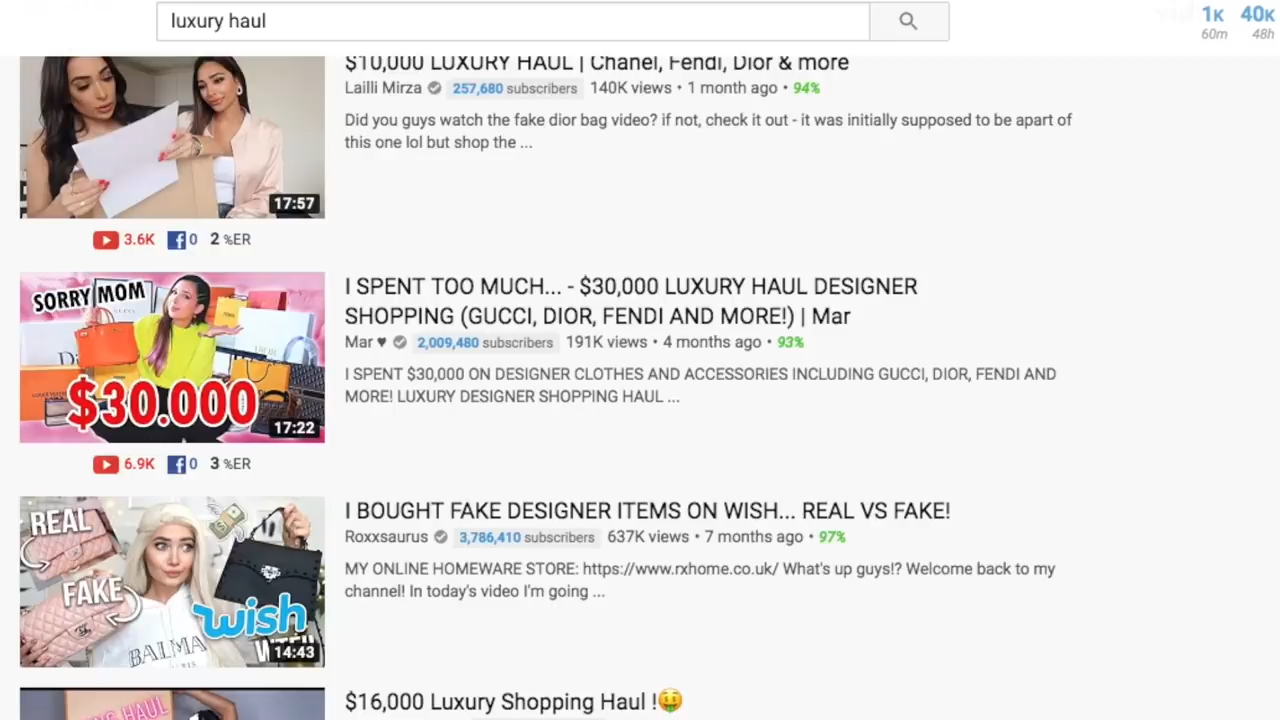 luxury haul
1K 40K
60m 48h
$10,000 LUXURY HAUL | Chanel, Fendi, Dior & more
Lailli Mirza 257,680 subscribers 140K views • 1 month ago • 94%
Did you guys watch the fake dior bag video? if not, check it out - it was initially supposed to be apart of
this one lol but shop the ...
17:57
3.6K 0 2 %ER
SORRY MOM
$30.000
17:22
I SPENT TOO MUCH... - $30,000 LUXURY HAUL DESIGNER
SHOPPING (GUCCI, DIOR, FENDI AND MORE!) | Mar
Mar ♥ 2,009,480 subscribers 191K views • 4 months ago • 93%
I SPENT $30,000 ON DESIGNER CLOTHES AND ACCESSORIES INCLUDING GUCCI, DIOR, FENDI AND
MORE! LUXURY DESIGNER SHOPPING HAUL ...
6.9K 0 3 %ER
REAL
FAKE
wish
BALMA
14:43
I BOUGHT FAKE DESIGNER ITEMS ON WISH... REAL VS FAKE!
Roxxsaurus 3,786,410 subscribers 637K views • 7 months ago • 97%
MY ONLINE HOMEWARE STORE: https://www.rxhome.co.uk/ What's up guys!? Welcome back to my
channel! In today's video I'm going ...
HAUL
$16,000 Luxury Shopping Haul !🤑